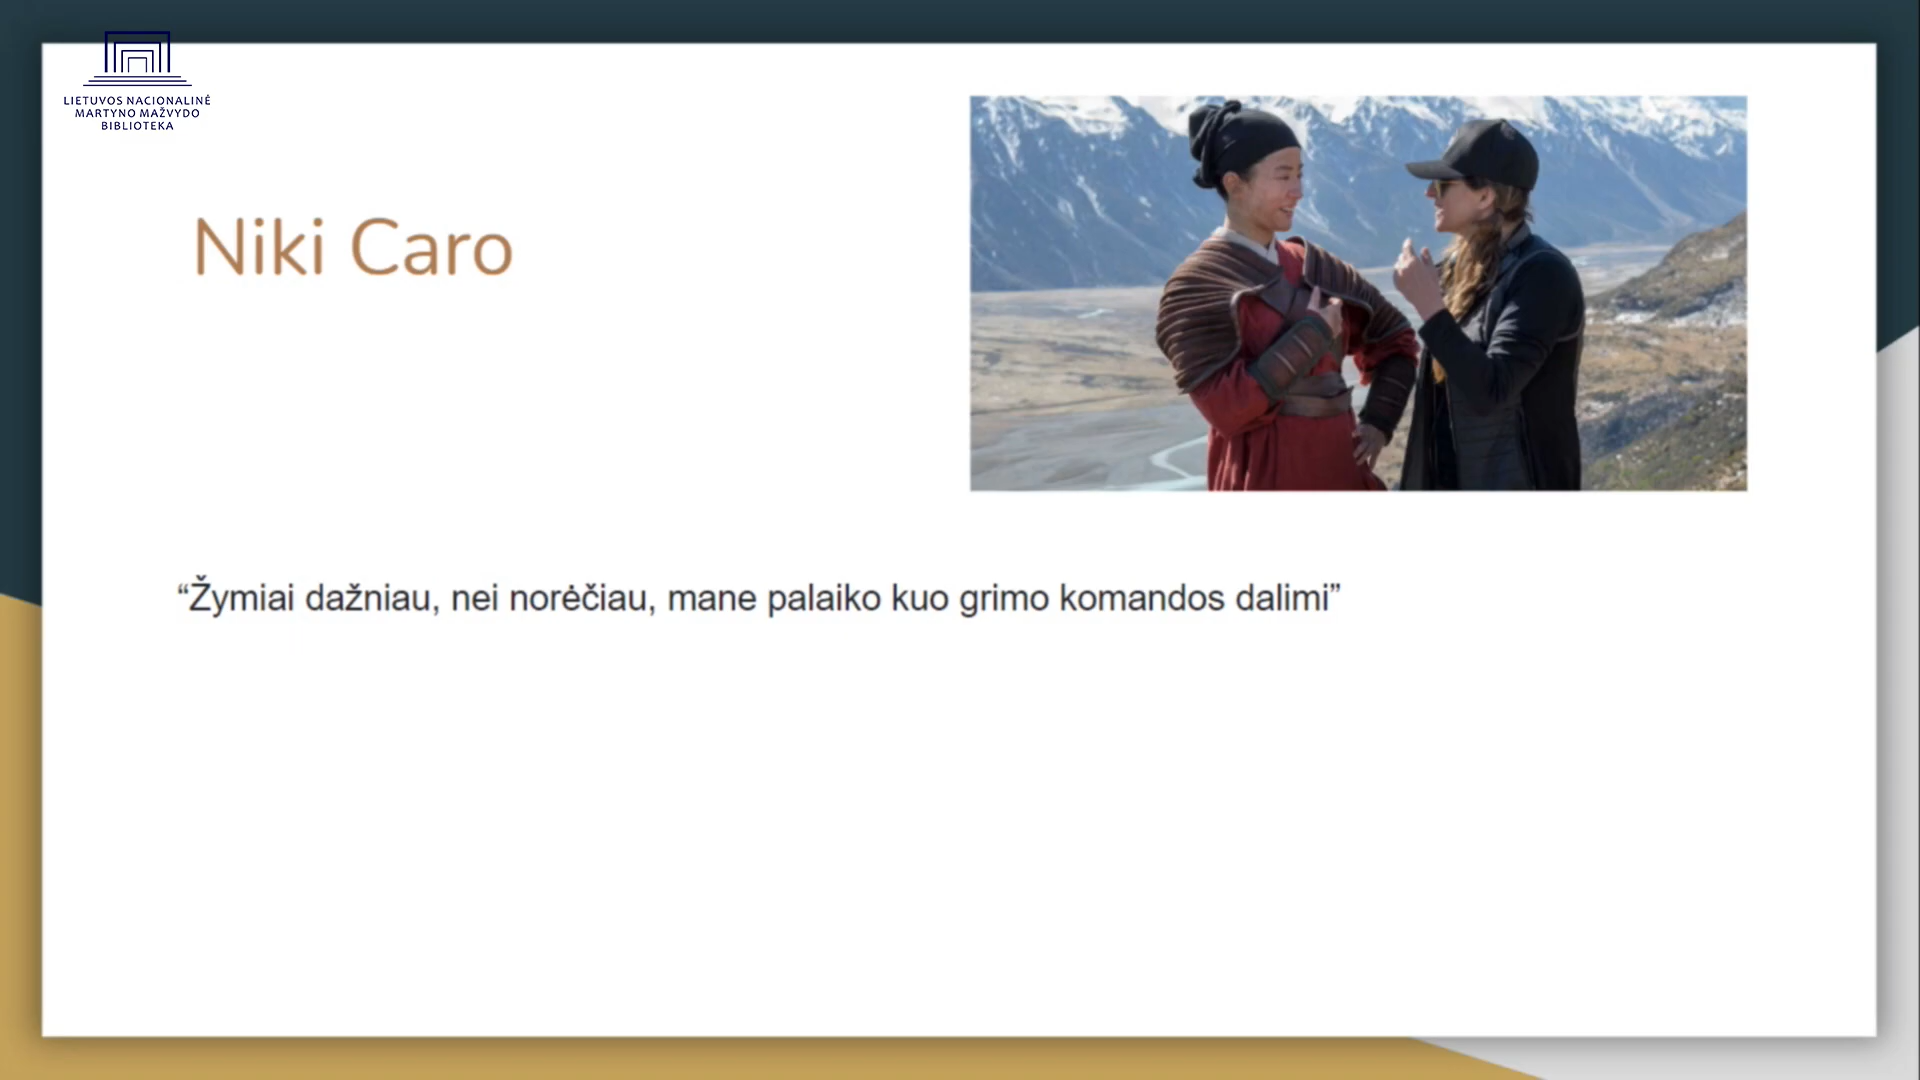 LIETUVOS NACIONALINĖ
MARTYNO MAŽVYDO
BIBLIOTEKA
Niki Caro
“Žymiai dažniau, nei norėčiau, mane palaiko kuo grimo komandos dalimi”